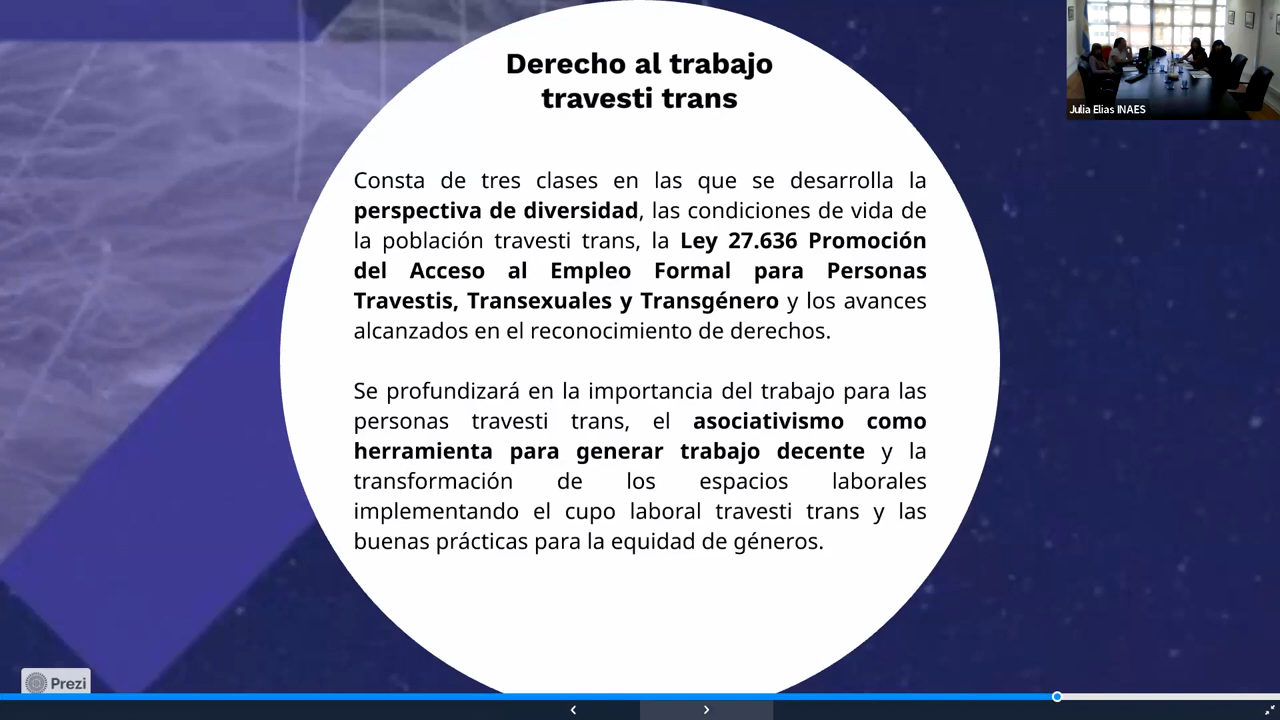 Derecho al trabajo
travesti trans
Julia Elias INAES
Consta de tres clases en las que se desarrolla la
perspectiva de diversidad, las condiciones de vida de
la población travesti trans, la Ley 27.636 Promoción
del Acceso al Empleo Formal para Personas
Travestis, Transexuales y Transgénero y los avances
alcanzados en el reconocimiento de derechos.
Se profundizará en la importancia del trabajo para las
personas travesti trans, el asociativismo como
herramienta para generar trabajo decente y la
transformación de los espacios laborales
implementando el cupo laboral travesti trans y las
buenas prácticas para la equidad de géneros.
Prezi